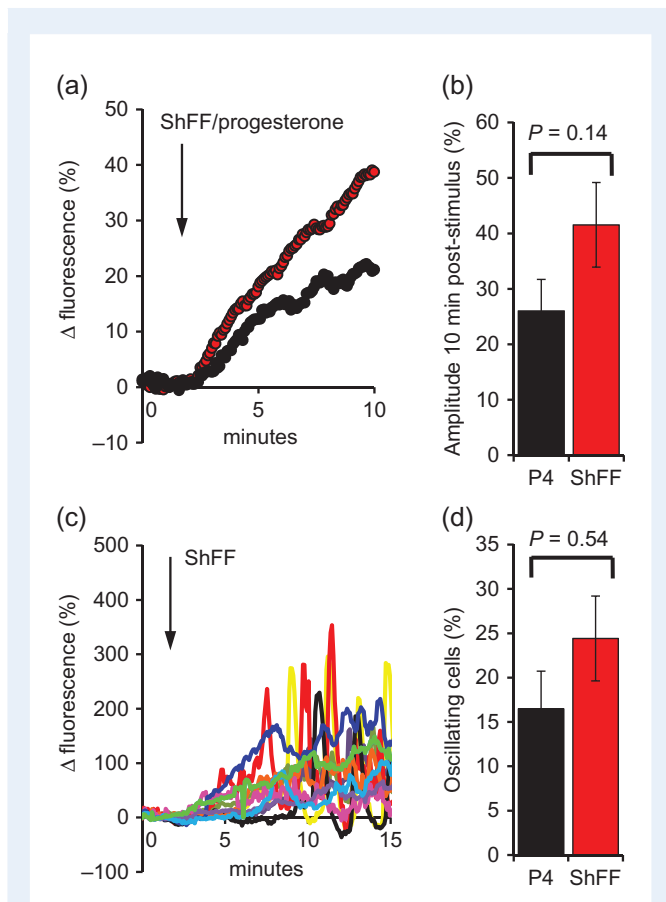 (a)
50
40
30
20
10
0
–10
Δ fluorescence (%)
ShFF/progesterone
0
5
10
minutes
(b)
60
50
40
30
20
10
0
Amplitude 10 min post-stimulus (%)
P = 0.14
P4
ShFF
(c)
500
400
300
200
100
0
–100
Δ fluorescence (%)
ShFF
0
5
10
15
minutes
(d)
35
30
25
20
15
10
5
0
Oscillating cells (%)
P = 0.54
P4
ShFF